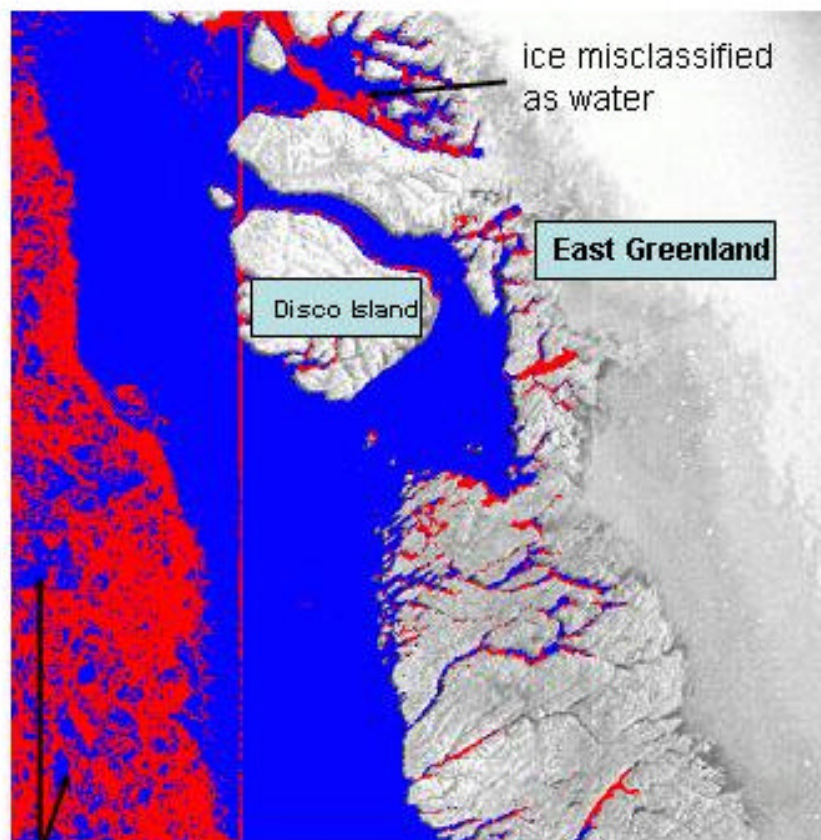 ice misclassified
as water
East Greenland
Disco Island